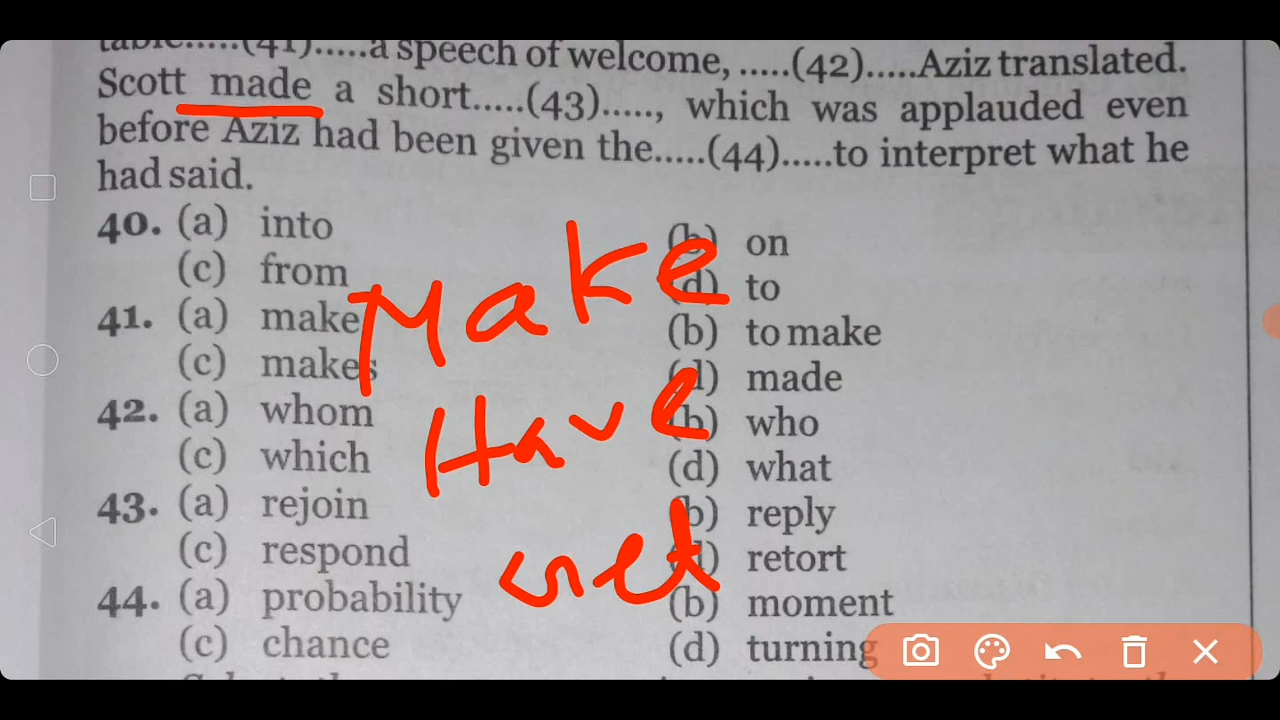 table.....(41).....a speech of welcome, .....(42).....Aziz translated.
Scott made a short.....(43)....., which was applauded even
before Aziz had been given the.....(44).....to interpret what he
had said.
40. (a) into (b) on
(c) from (d) to
Make
41. (a) make (b) to make
(c) makes (d) made
Have
42. (a) whom (b) who
(c) which (d) what
43. (a) rejoin (b) reply
(c) respond (d) retort
44. (a) probability (b) moment
(c) chance (d) turning